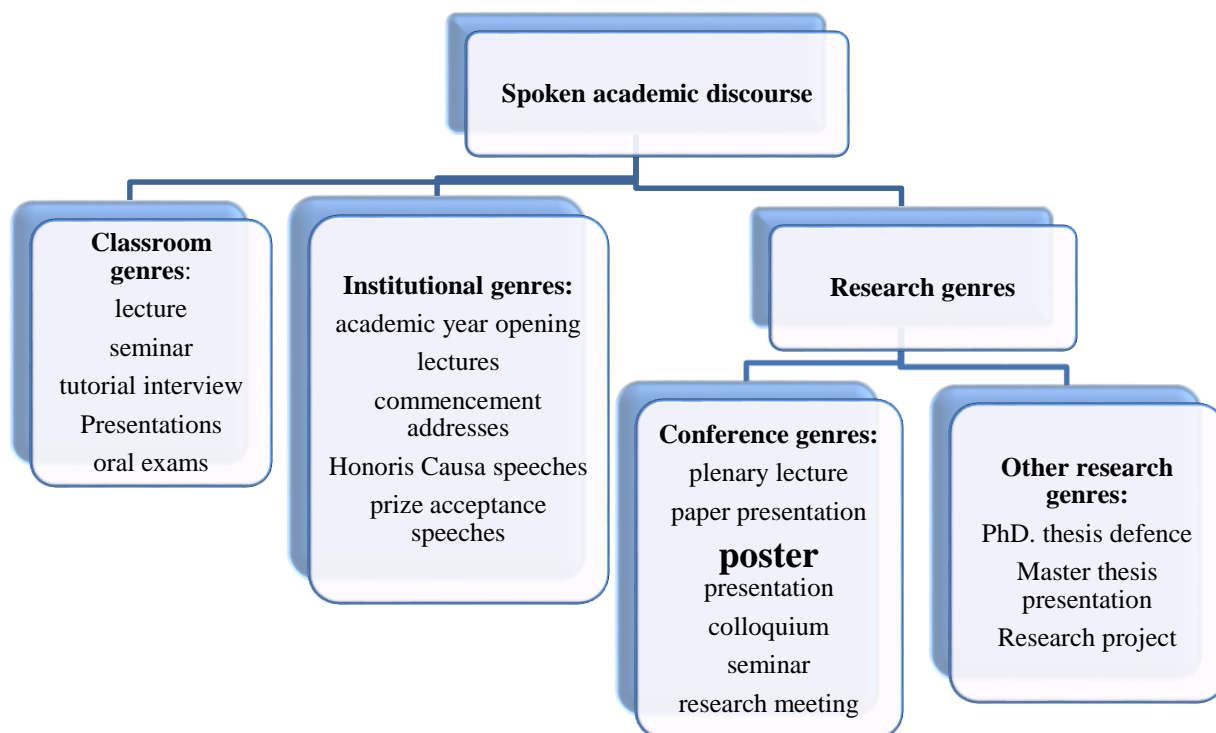 Spoken academic discourse
Classroom
genres:
lecture
seminar
tutorial interview
Presentations
oral exams
Institutional genres:
academic year opening
lectures
commencement
addresses
Honoris Causa speeches
prize acceptance
speeches
Research genres
Conference genres:
plenary lecture
paper presentation
poster
presentation
colloquium
seminar
research meeting
Other research
genres:
PhD. thesis defence
Master thesis
presentation
Research project